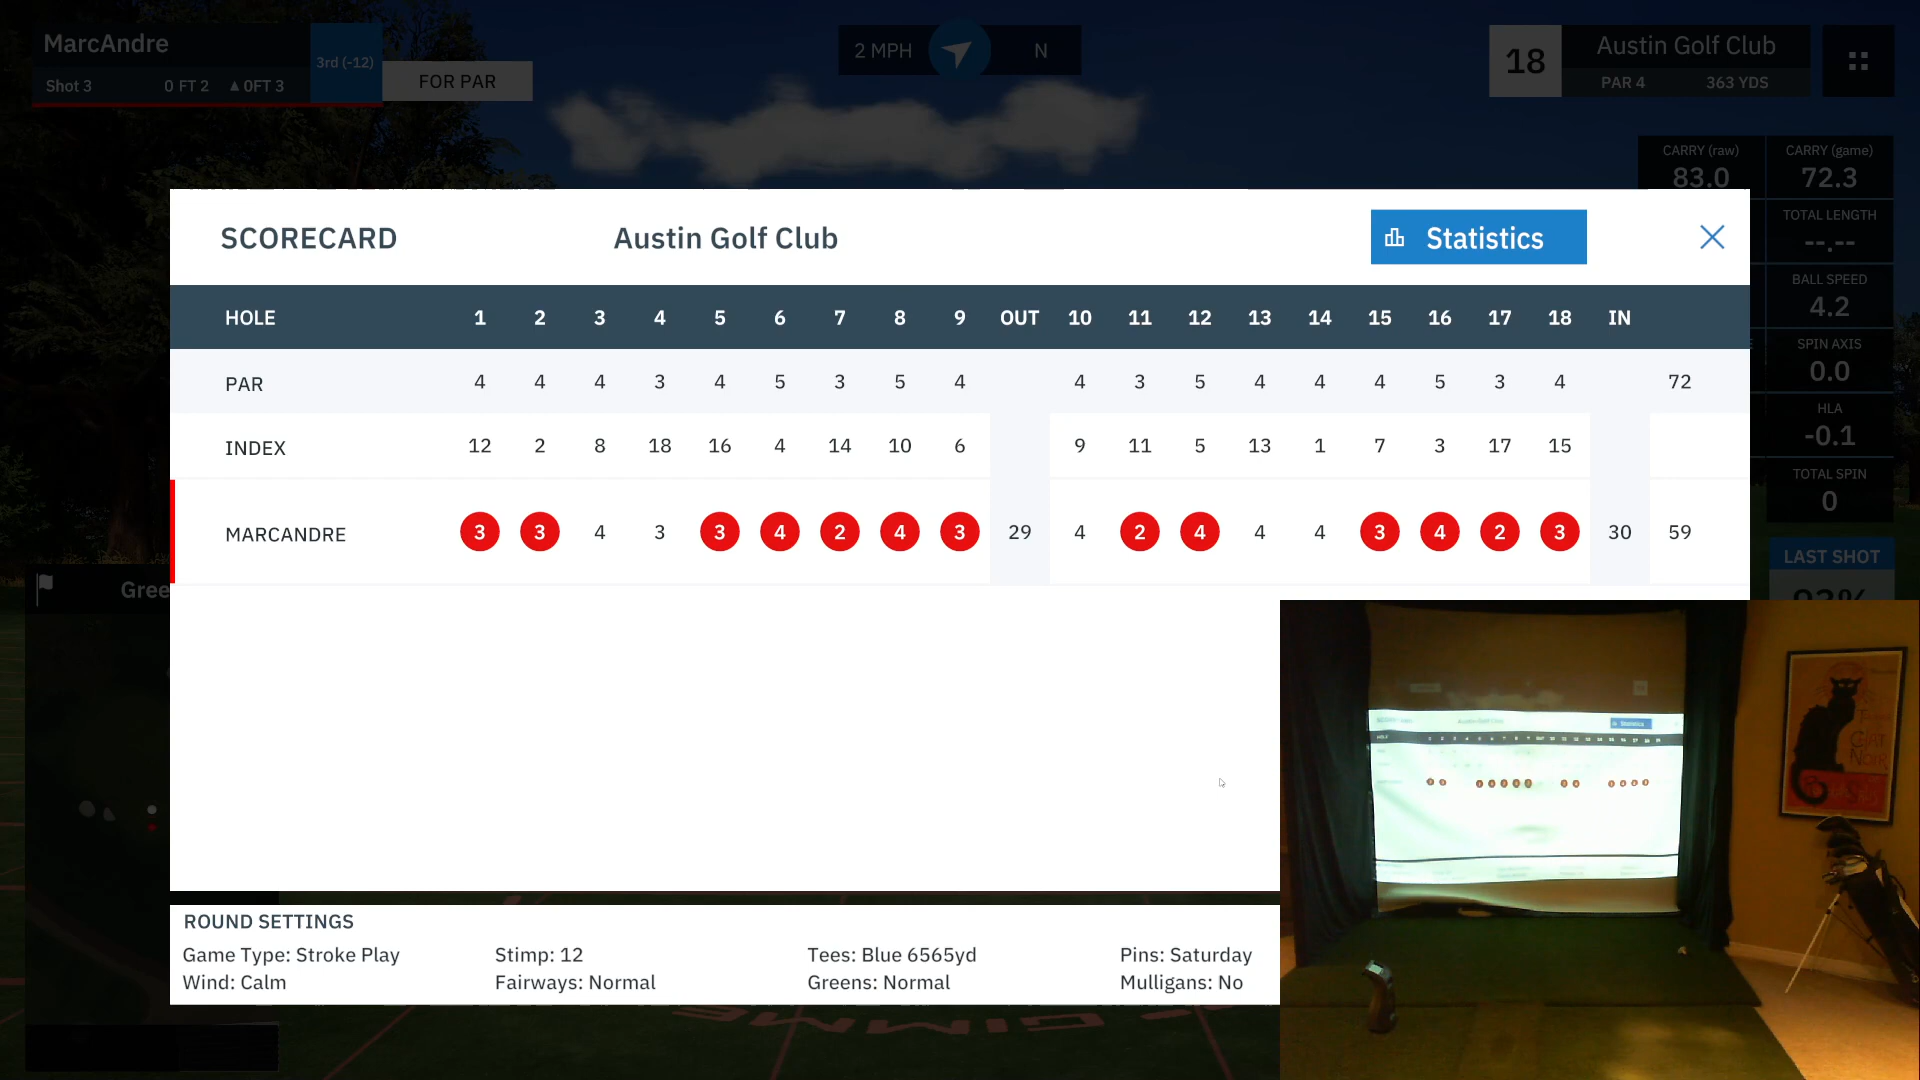 MarcAndre
Shot 3 0 FT 2 ▲0FT 3
3rd (-12)
FOR PAR
2 MPH N
18
Austin Golf Club
PAR 4 363 YDS
CARRY (raw) CARRY (game)
83.0 72.3
TOTAL LENGTH
--.--
BALL SPEED
4.2
SPIN AXIS
0.0
HLA
-0.1
TOTAL SPIN
0
LAST SHOT
93%
SCORECARD Austin Golf Club Statistics
HOLE 1 2 3 4 5 6 7 8 9 OUT 10 11 12 13 14 15 16 17 18 IN
PAR 4 4 4 3 4 5 3 5 4 4 3 5 4 4 4 5 3 4 72
INDEX 12 2 8 18 16 4 14 10 6 9 11 5 13 1 7 3 17 15
MARCANDRE 3 3 4 3 3 4 2 4 3 29 4 2 4 4 4 3 4 2 3 30 59
Gree
ROUND SETTINGS
Game Type: Stroke Play Stimp: 12 Tees: Blue 6565yd Pins: Saturday
Wind: Calm Fairways: Normal Greens: Normal Mulligans: No
GIMME
Statistics
CHAT
NOIR